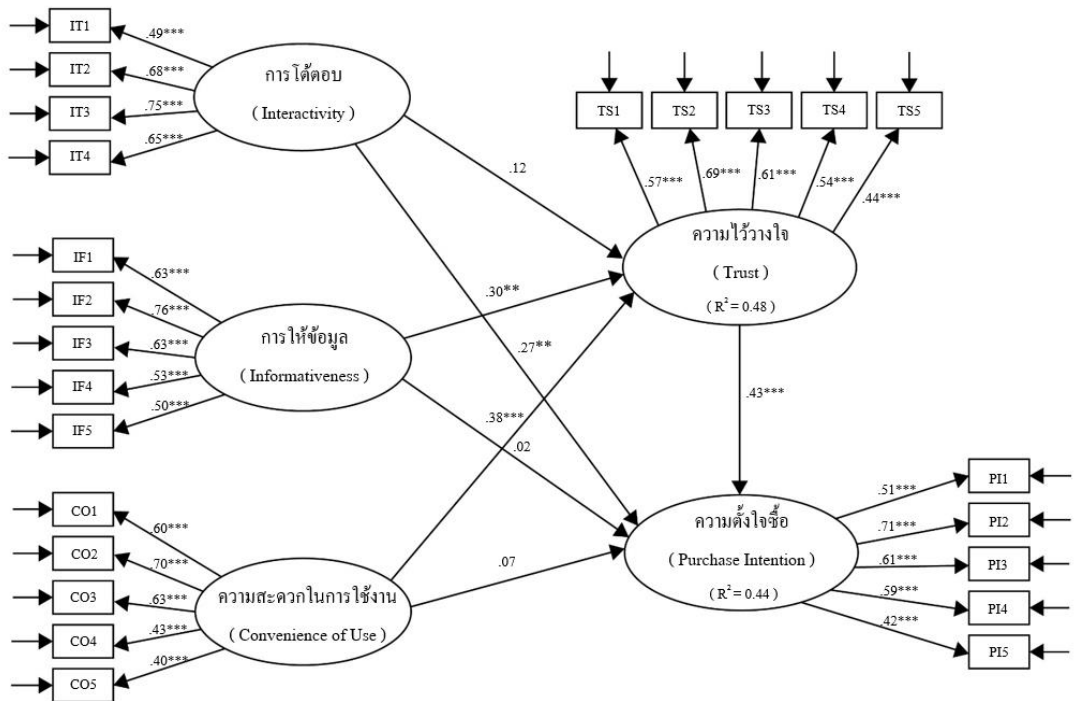 IT1
.49***
IT2
.68***
IT3
.75***
IT4
.65***
การโต้ตอบ
( Interactivity )
TS1
TS2
TS3
TS4
TS5
.57***
.69***
.61***
.54***
.44***
ความไว้วางใจ
( Trust )
( R² = 0.48 )
.12
IF1
.63***
IF2
.76***
IF3
.63***
IF4
.53***
IF5
.50***
การให้ข้อมูล
( Informativeness )
.30**
.27**
.38***
.02
.43***
CO1
.60***
CO2
.70***
CO3
.63***
CO4
.43***
CO5
.40***
ความสะดวกในการใช้งาน
( Convenience of Use )
.07
ความตั้งใจซื้อ
( Purchase Intention )
( R² = 0.44 )
.51***
PI1
.71***
PI2
.61***
PI3
.59***
PI4
.42***
PI5